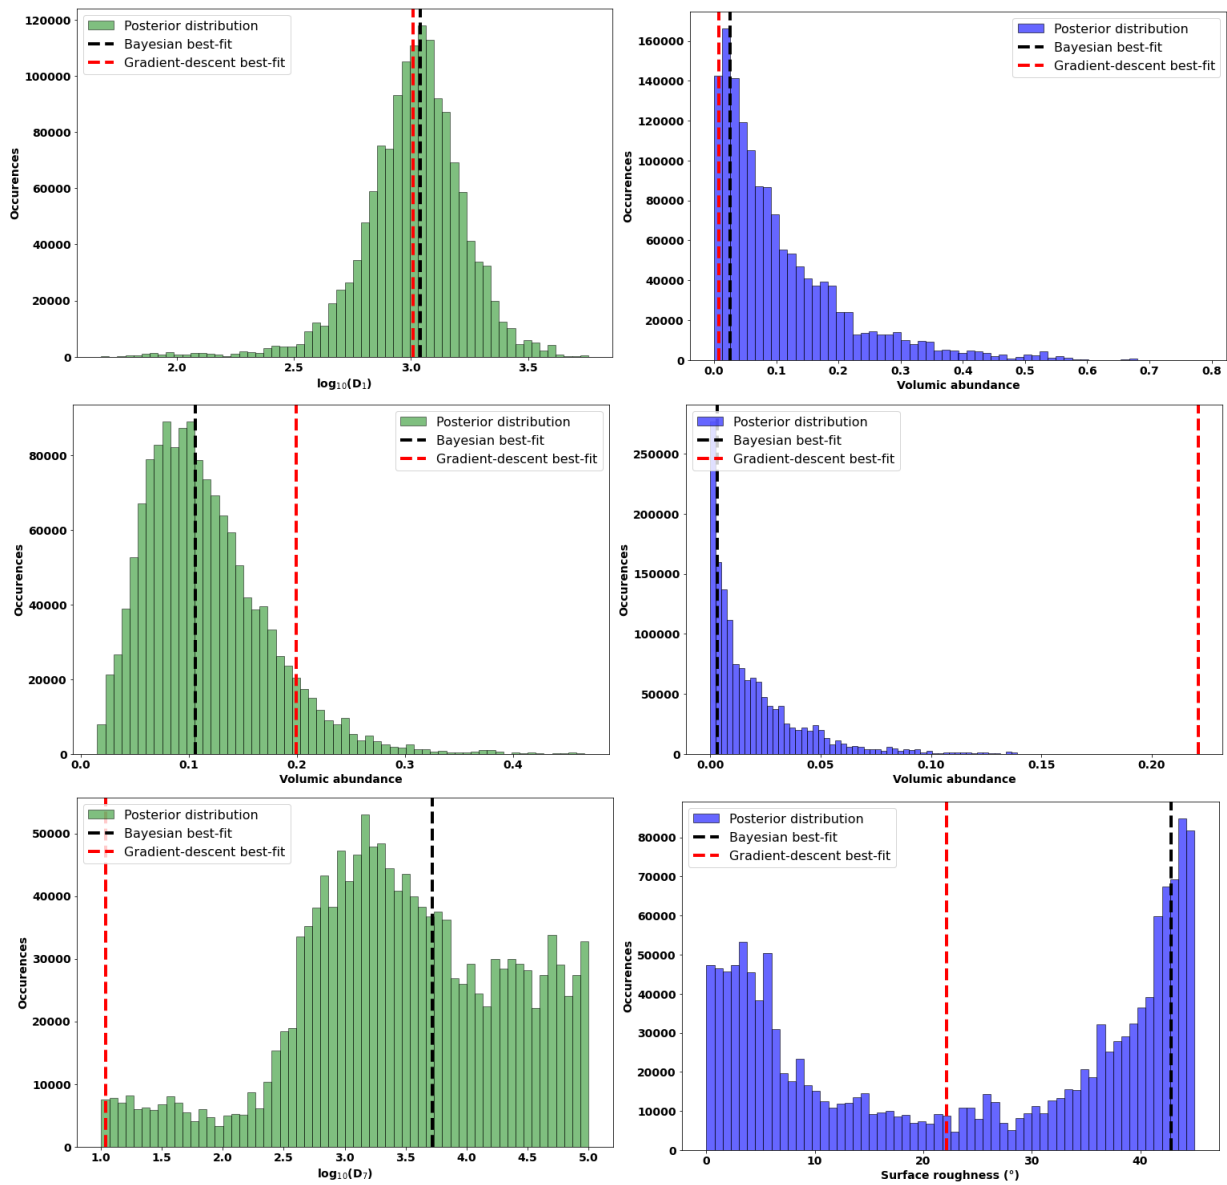 120000
100000
80000
60000
40000
20000
0
Occurences
Posterior distribution
Bayesian best-fit
Gradient-descent best-fit
2.0 2.5 3.0 3.5
log₁₀(D₁)
160000
140000
120000
100000
80000
60000
40000
20000
0
Occurences
Posterior distribution
Bayesian best-fit
Gradient-descent best-fit
0.0 0.1 0.2 0.3 0.4 0.5 0.6 0.7 0.8
Volumic abundance
80000
60000
40000
20000
0
Occurences
Posterior distribution
Bayesian best-fit
Gradient-descent best-fit
0.0 0.1 0.2 0.3 0.4
Volumic abundance
250000
200000
150000
100000
50000
0
Occurences
Posterior distribution
Bayesian best-fit
Gradient-descent best-fit
0.00 0.05 0.10 0.15 0.20
Volumic abundance
50000
40000
30000
20000
10000
0
Occurences
Posterior distribution
Bayesian best-fit
Gradient-descent best-fit
1.0 1.5 2.0 2.5 3.0 3.5 4.0 4.5 5.0
log₁₀(D₇)
80000
70000
60000
50000
40000
30000
20000
10000
0
Occurences
Posterior distribution
Bayesian best-fit
Gradient-descent best-fit
0 10 20 30 40
Surface roughness (°)